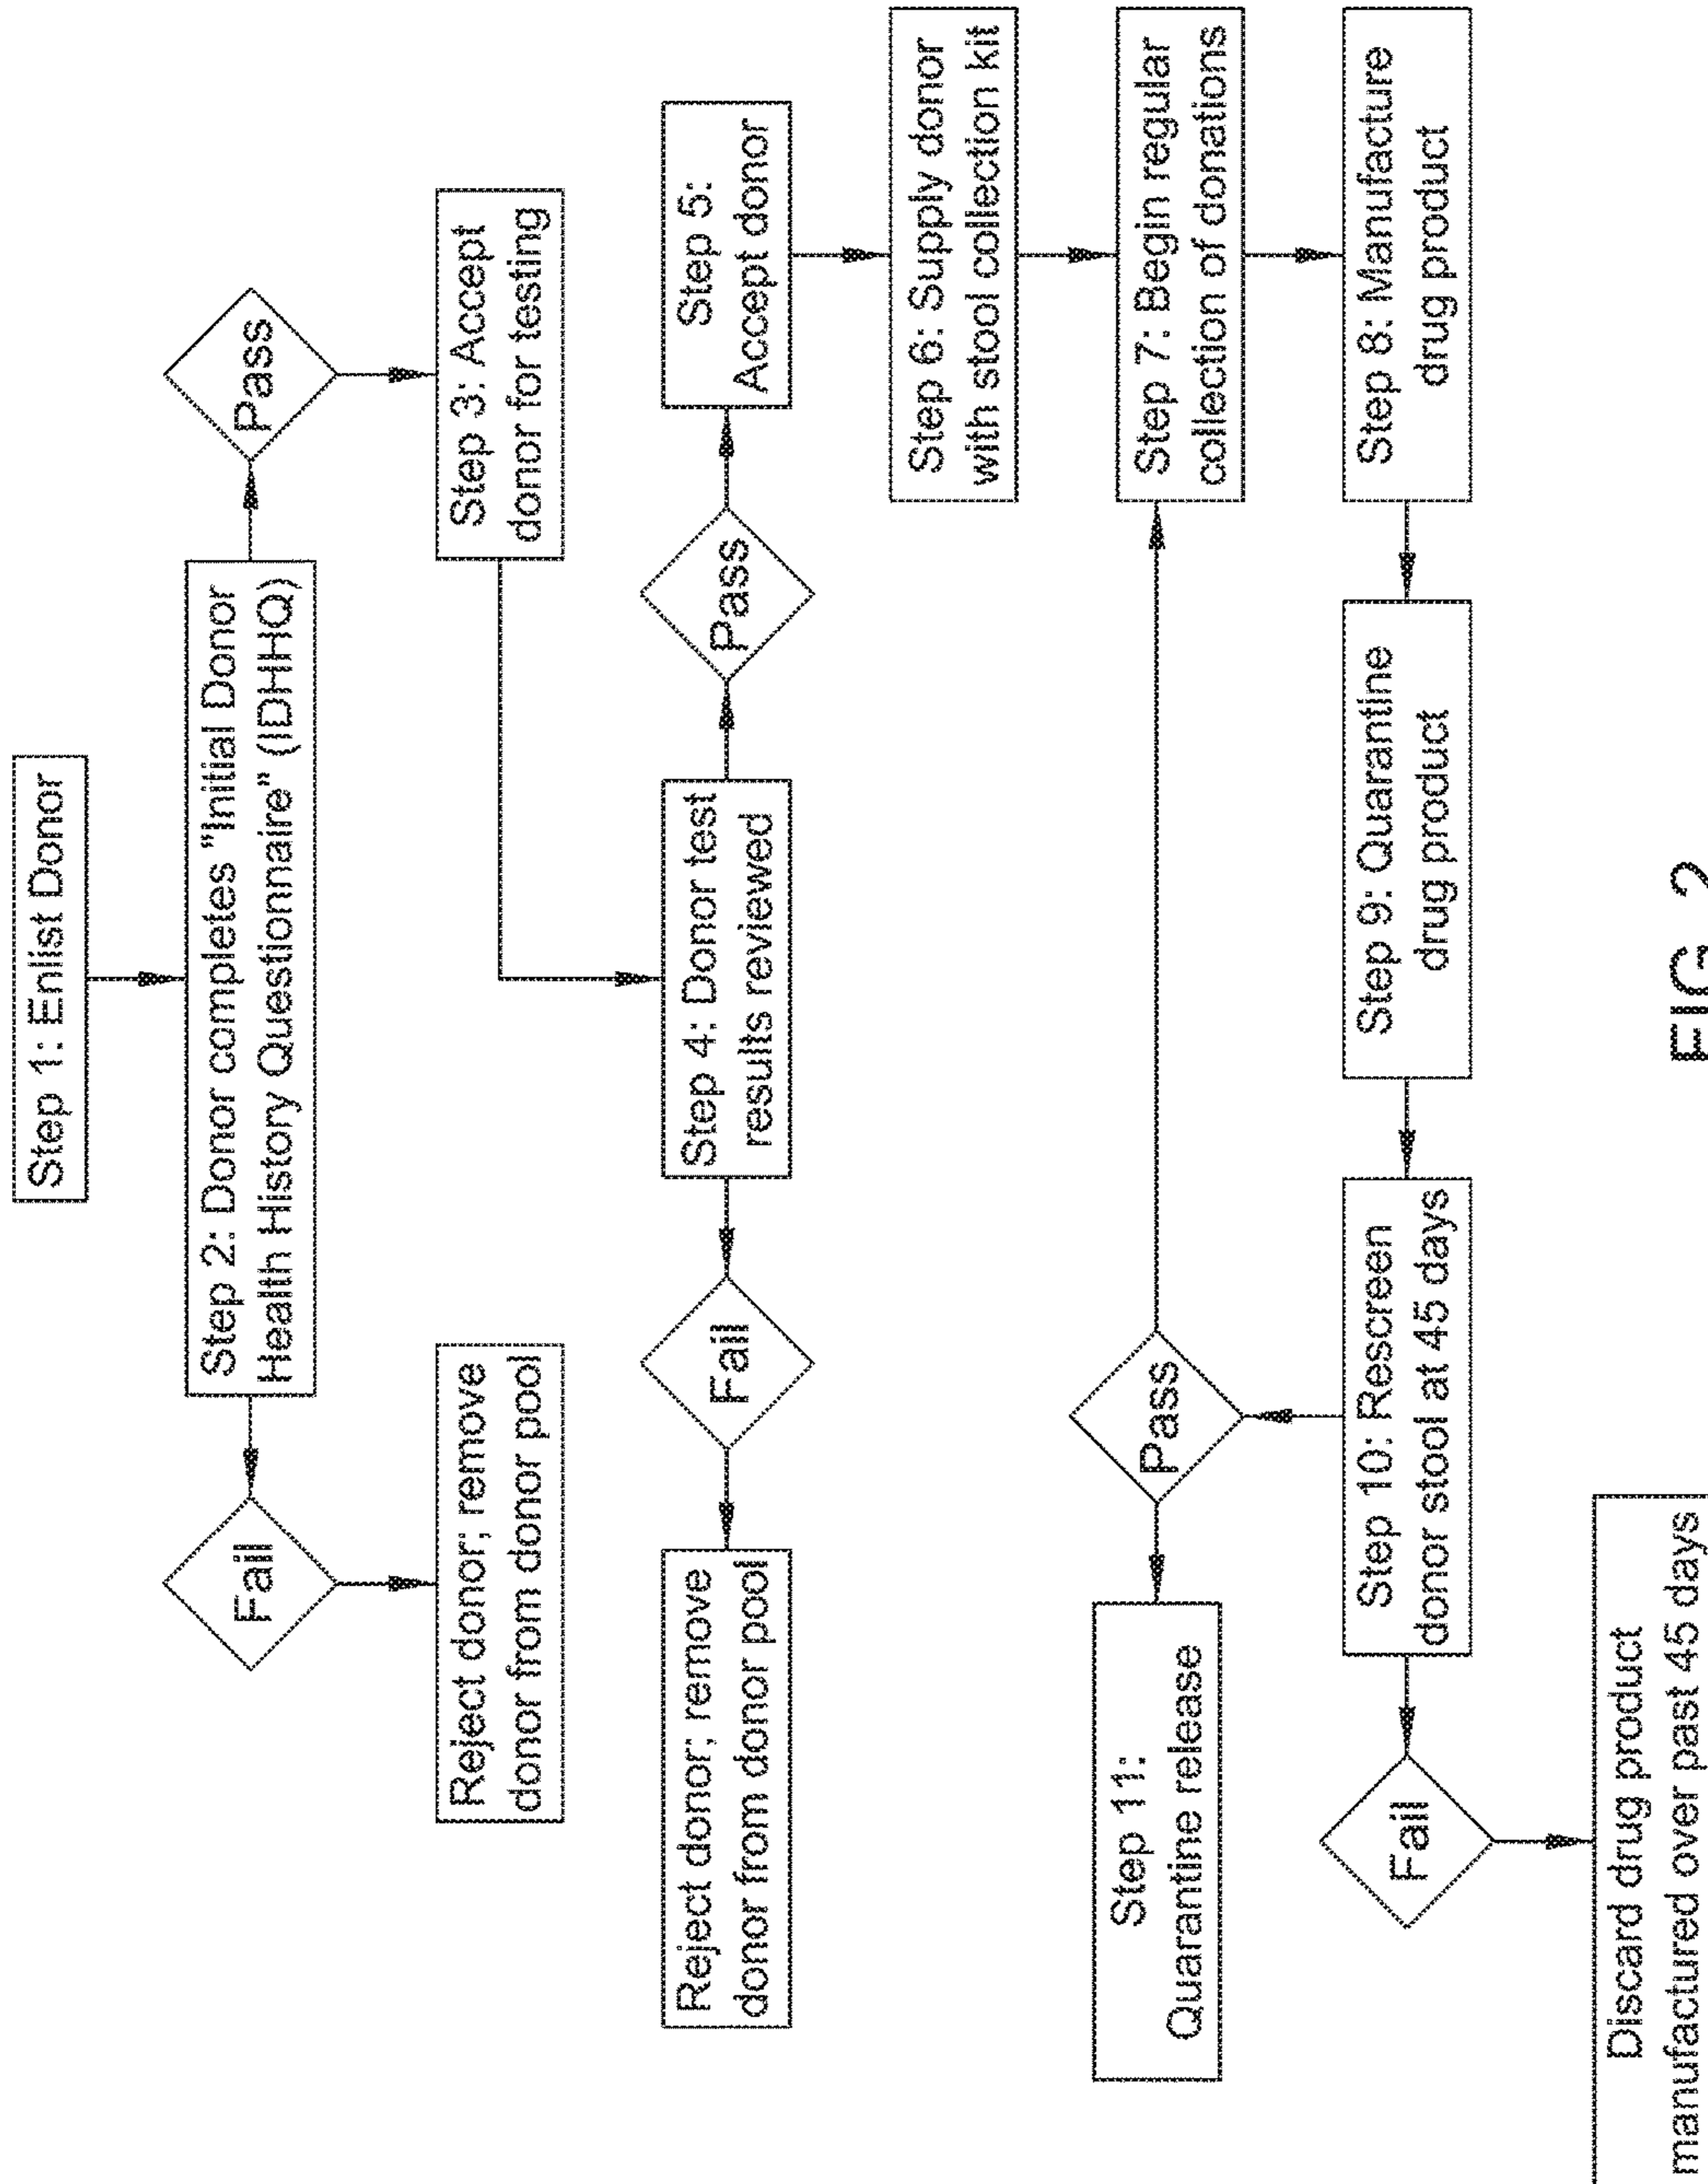 Step 1: Enlist Donor
Step 2: Donor completes "Initial Donor
Health History Questionnaire" (IDHHQ)
Fail
Pass
Reject donor; remove
donor from donor pool
Step 3: Accept
donor for testing
Step 4: Donor test
results reviewed
Fail
Pass
Reject donor; remove
donor from donor pool
Step 5:
Accept donor
Step 6: Supply donor
with stool collection kit
Step 7: Begin regular
collection of donations
Step 8: Manufacture
drug product
Step 9: Quarantine
drug product
Step 10: Rescreen
donor stool at 45 days
Pass
Step 11:
Quarantine release
Fail
Discard drug product
manufactured over past 45 days
FIG. 2